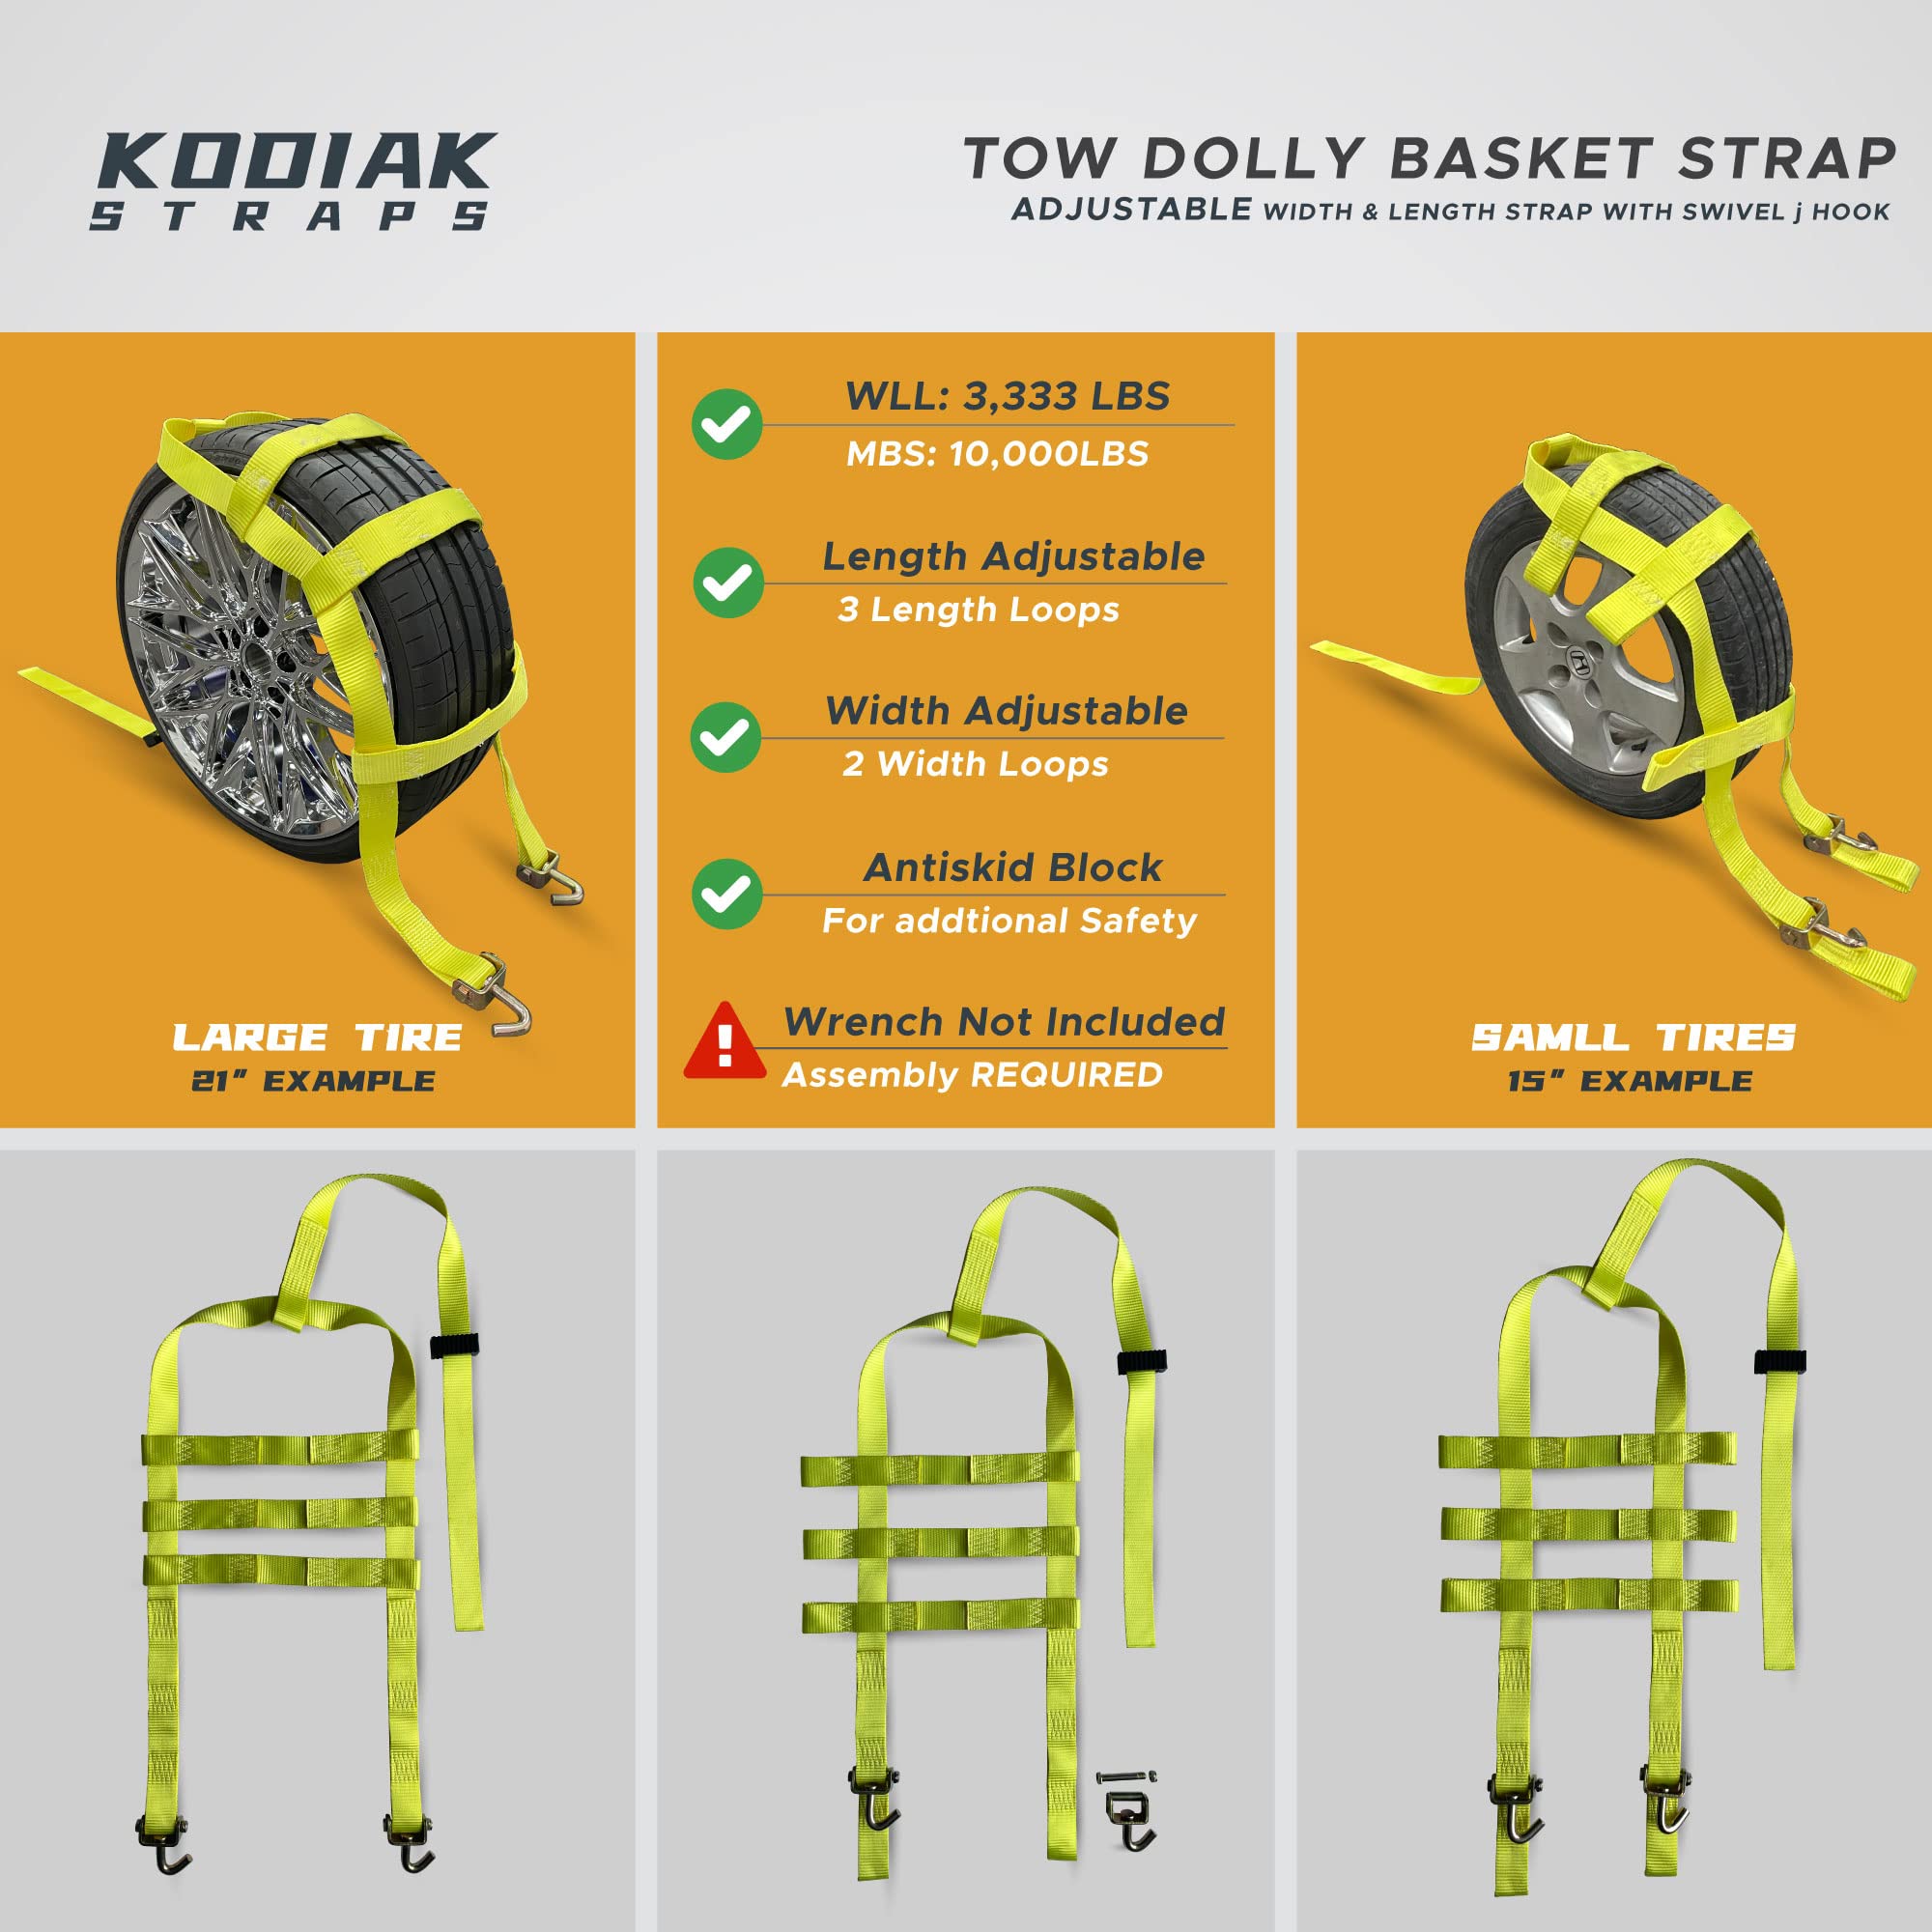 KODIAK
STRAPS
TOW DOLLY BASKET STRAP
ADJUSTABLE WIDTH & LENGTH STRAP WITH SWIVEL j HOOK
WLL: 3,333 LBS
MBS: 10,000LBS
Length Adjustable
3 Length Loops
Width Adjustable
2 Width Loops
Antiskid Block
For addtional Safety
Wrench Not Included
Assembly REQUIRED
LARGE TIRE
21" EXAMPLE
SAMLL TIRES
15" EXAMPLE